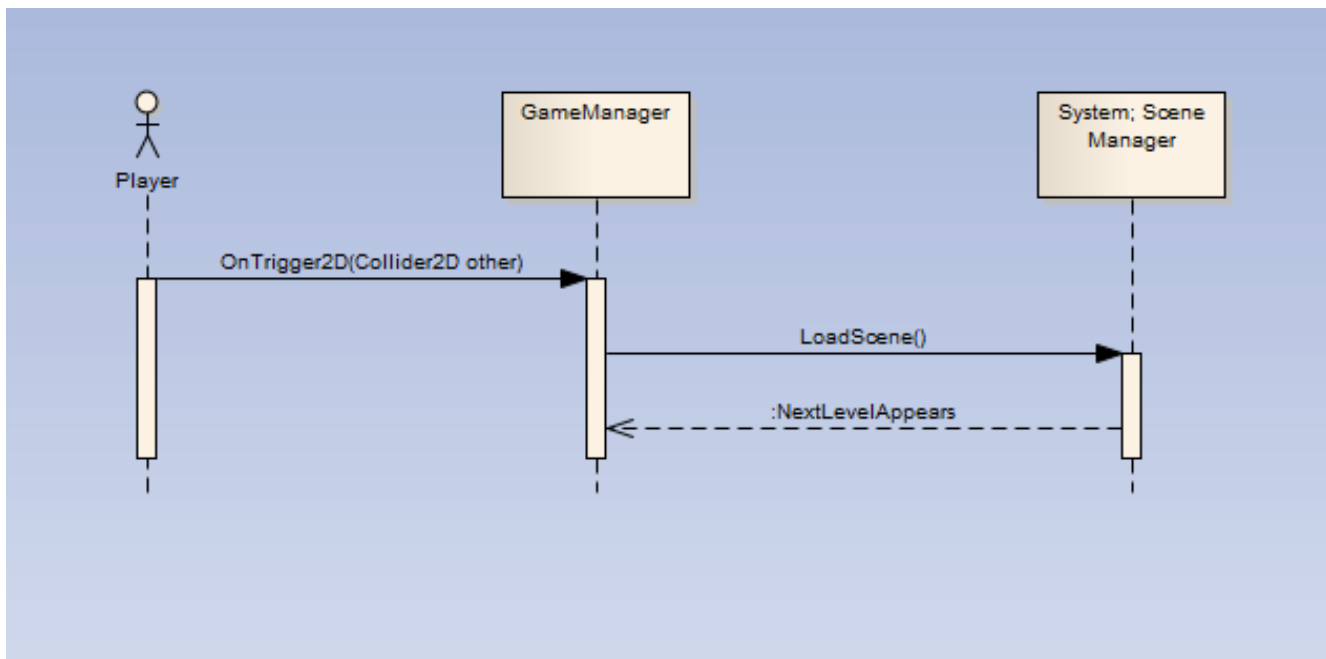 GameManager
System; Scene
Manager
Player
OnTrigger2D(Collider2D other)
LoadScene()
:NextLevelAppears